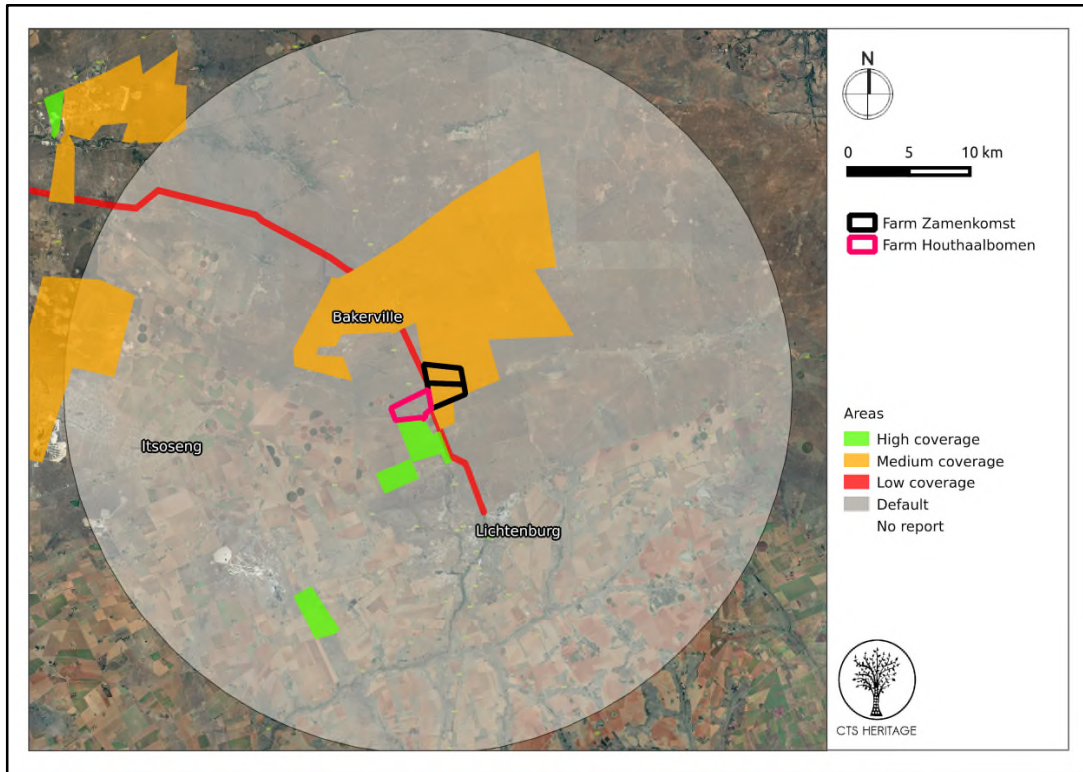 N
0 5 10 km
Farm Zamenkomst
Farm Houthaalbomen
Bakerville
Itsoseng
Lichtenburg
Areas
High coverage
Medium coverage
Low coverage
Default
No report
CTS HERITAGE